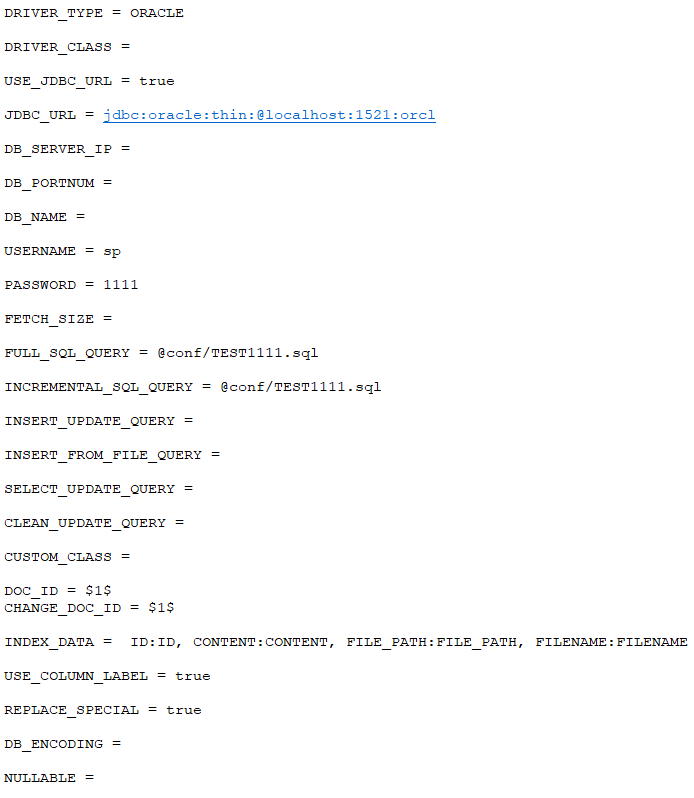 DRIVER_TYPE = ORACLE
DRIVER_CLASS =
USE_JDBC_URL = true
JDBC_URL = jdbc:oracle:thin:@localhost:1521:orcl
DB_SERVER_IP =
DB_PORTNUM =
DB_NAME =
USERNAME = sp
PASSWORD = 1111
FETCH_SIZE =
FULL_SQL_QUERY = @conf/TEST1111.sql
INCREMENTAL_SQL_QUERY = @conf/TEST1111.sql
INSERT_UPDATE_QUERY =
INSERT_FROM_FILE_QUERY =
SELECT_UPDATE_QUERY =
CLEAN_UPDATE_QUERY =
CUSTOM_CLASS =
DOC_ID = $1$
CHANGE_DOC_ID = $1$
INDEX_DATA =  ID:ID, CONTENT:CONTENT, FILE_PATH:FILE_PATH, FILENAME:FILENAME
USE_COLUMN_LABEL = true
REPLACE_SPECIAL = true
DB_ENCODING =
NULLABLE =